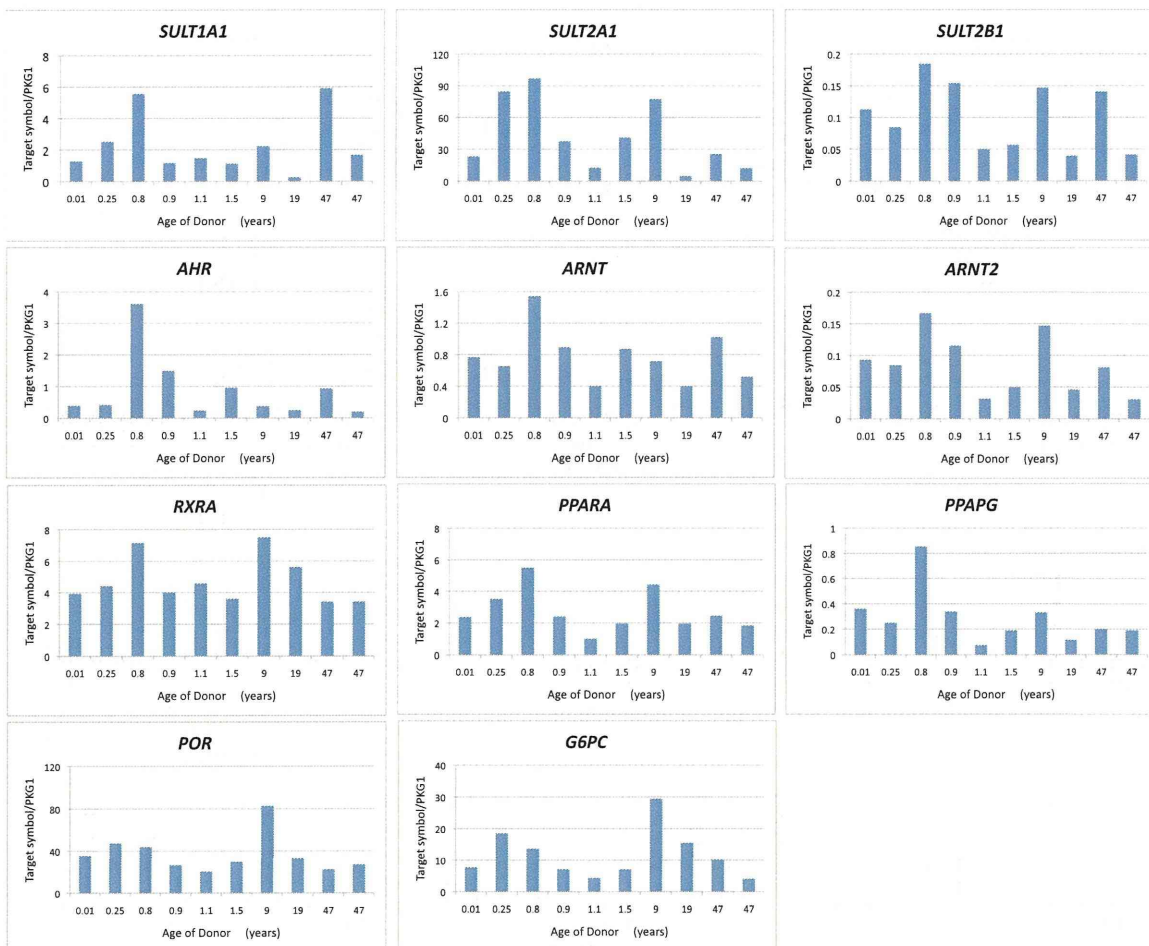 SULT1A1
Target symbol/PKG1
8
6
4
2
0
0.01 0.25 0.8 0.9 1.1 1.5 9 19 47 47
Age of Donor (years)
SULT2A1
Target symbol/PKG1
120
90
60
30
0
0.01 0.25 0.8 0.9 1.1 1.5 9 19 47 47
Age of Donor (years)
SULT2B1
Target symbol/PKG1
0.2
0.15
0.1
0.05
0
0.01 0.25 0.8 0.9 1.1 1.5 9 19 47 47
Age of Donor (years)
AHR
Target symbol/PKG1
4
3
2
1
0
0.01 0.25 0.8 0.9 1.1 1.5 9 19 47 47
Age of Donor (years)
ARNT
Target symbol/PKG1
1.6
1.2
0.8
0.4
0
0.01 0.25 0.8 0.9 1.1 1.5 9 19 47 47
Age of Donor (years)
ARNT2
Target symbol/PKG1
0.2
0.15
0.1
0.05
0
0.01 0.25 0.8 0.9 1.1 1.5 9 19 47 47
Age of Donor (years)
RXRA
Target symbol/PKG1
8
6
4
2
0
0.01 0.25 0.8 0.9 1.1 1.5 9 19 47 47
Age of Donor (years)
PPARA
Target symbol/PKG1
8
6
4
2
0
0.01 0.25 0.8 0.9 1.1 1.5 9 19 47 47
Age of Donor (years)
PPAPG
Target symbol/PKG1
1
0.8
0.6
0.4
0.2
0
0.01 0.25 0.8 0.9 1.1 1.5 9 19 47 47
Age of Donor (years)
POR
Target symbol/PKG1
120
80
40
0
0.01 0.25 0.8 0.9 1.1 1.5 9 19 47 47
Age of Donor (years)
G6PC
Target symbol/PKG1
40
30
20
10
0
0.01 0.25 0.8 0.9 1.1 1.5 9 19 47 47
Age of Donor (years)